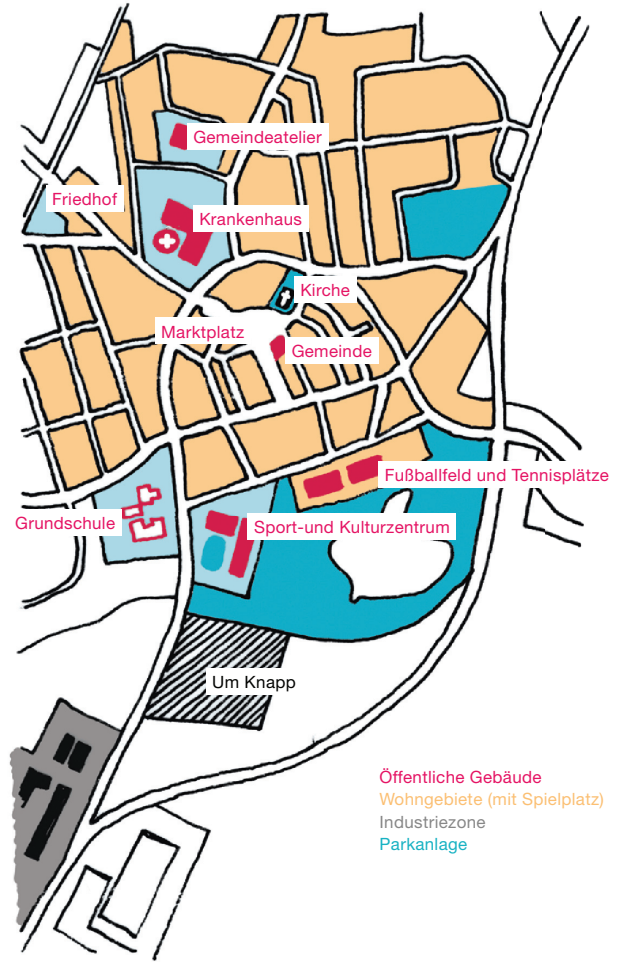 Gemeindeatelier
Friedhof
Krankenhaus
Kirche
Marktplatz
Gemeinde
Fußballfeld und Tennisplätze
Grundschule
Sport-und Kulturzentrum
Um Knapp
Öffentliche Gebäude
Wohngebiete (mit Spielplatz)
Industriezone
Parkanlage